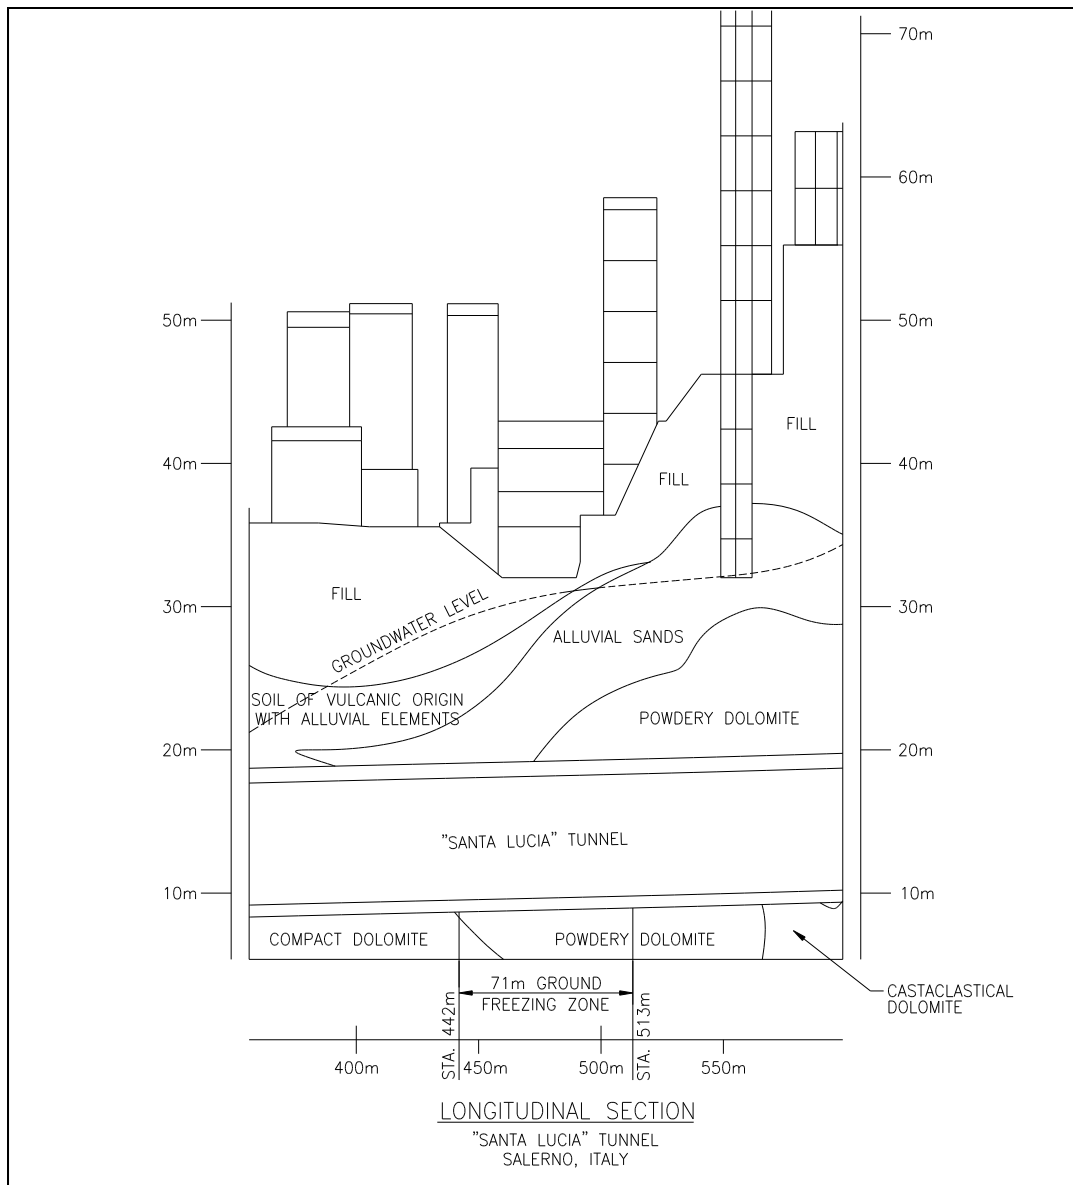 70m
60m
50m
50m
40m
40m
FILL
FILL
FILL
30m
30m
GROUNDWATER LEVEL
ALLUVIAL SANDS
SOIL OF VULCANIC ORIGIN
WITH ALLUVIAL ELEMENTS
POWDERY DOLOMITE
20m
20m
"SANTA LUCIA" TUNNEL
10m
10m
COMPACT DOLOMITE
POWDERY DOLOMITE
71m GROUND
FREEZING ZONE
CASTACLASTICAL
DOLOMITE
STA. 442m
STA. 513m
400m
450m
500m
550m
LONGITUDINAL SECTION
"SANTA LUCIA" TUNNEL
SALERNO, ITALY